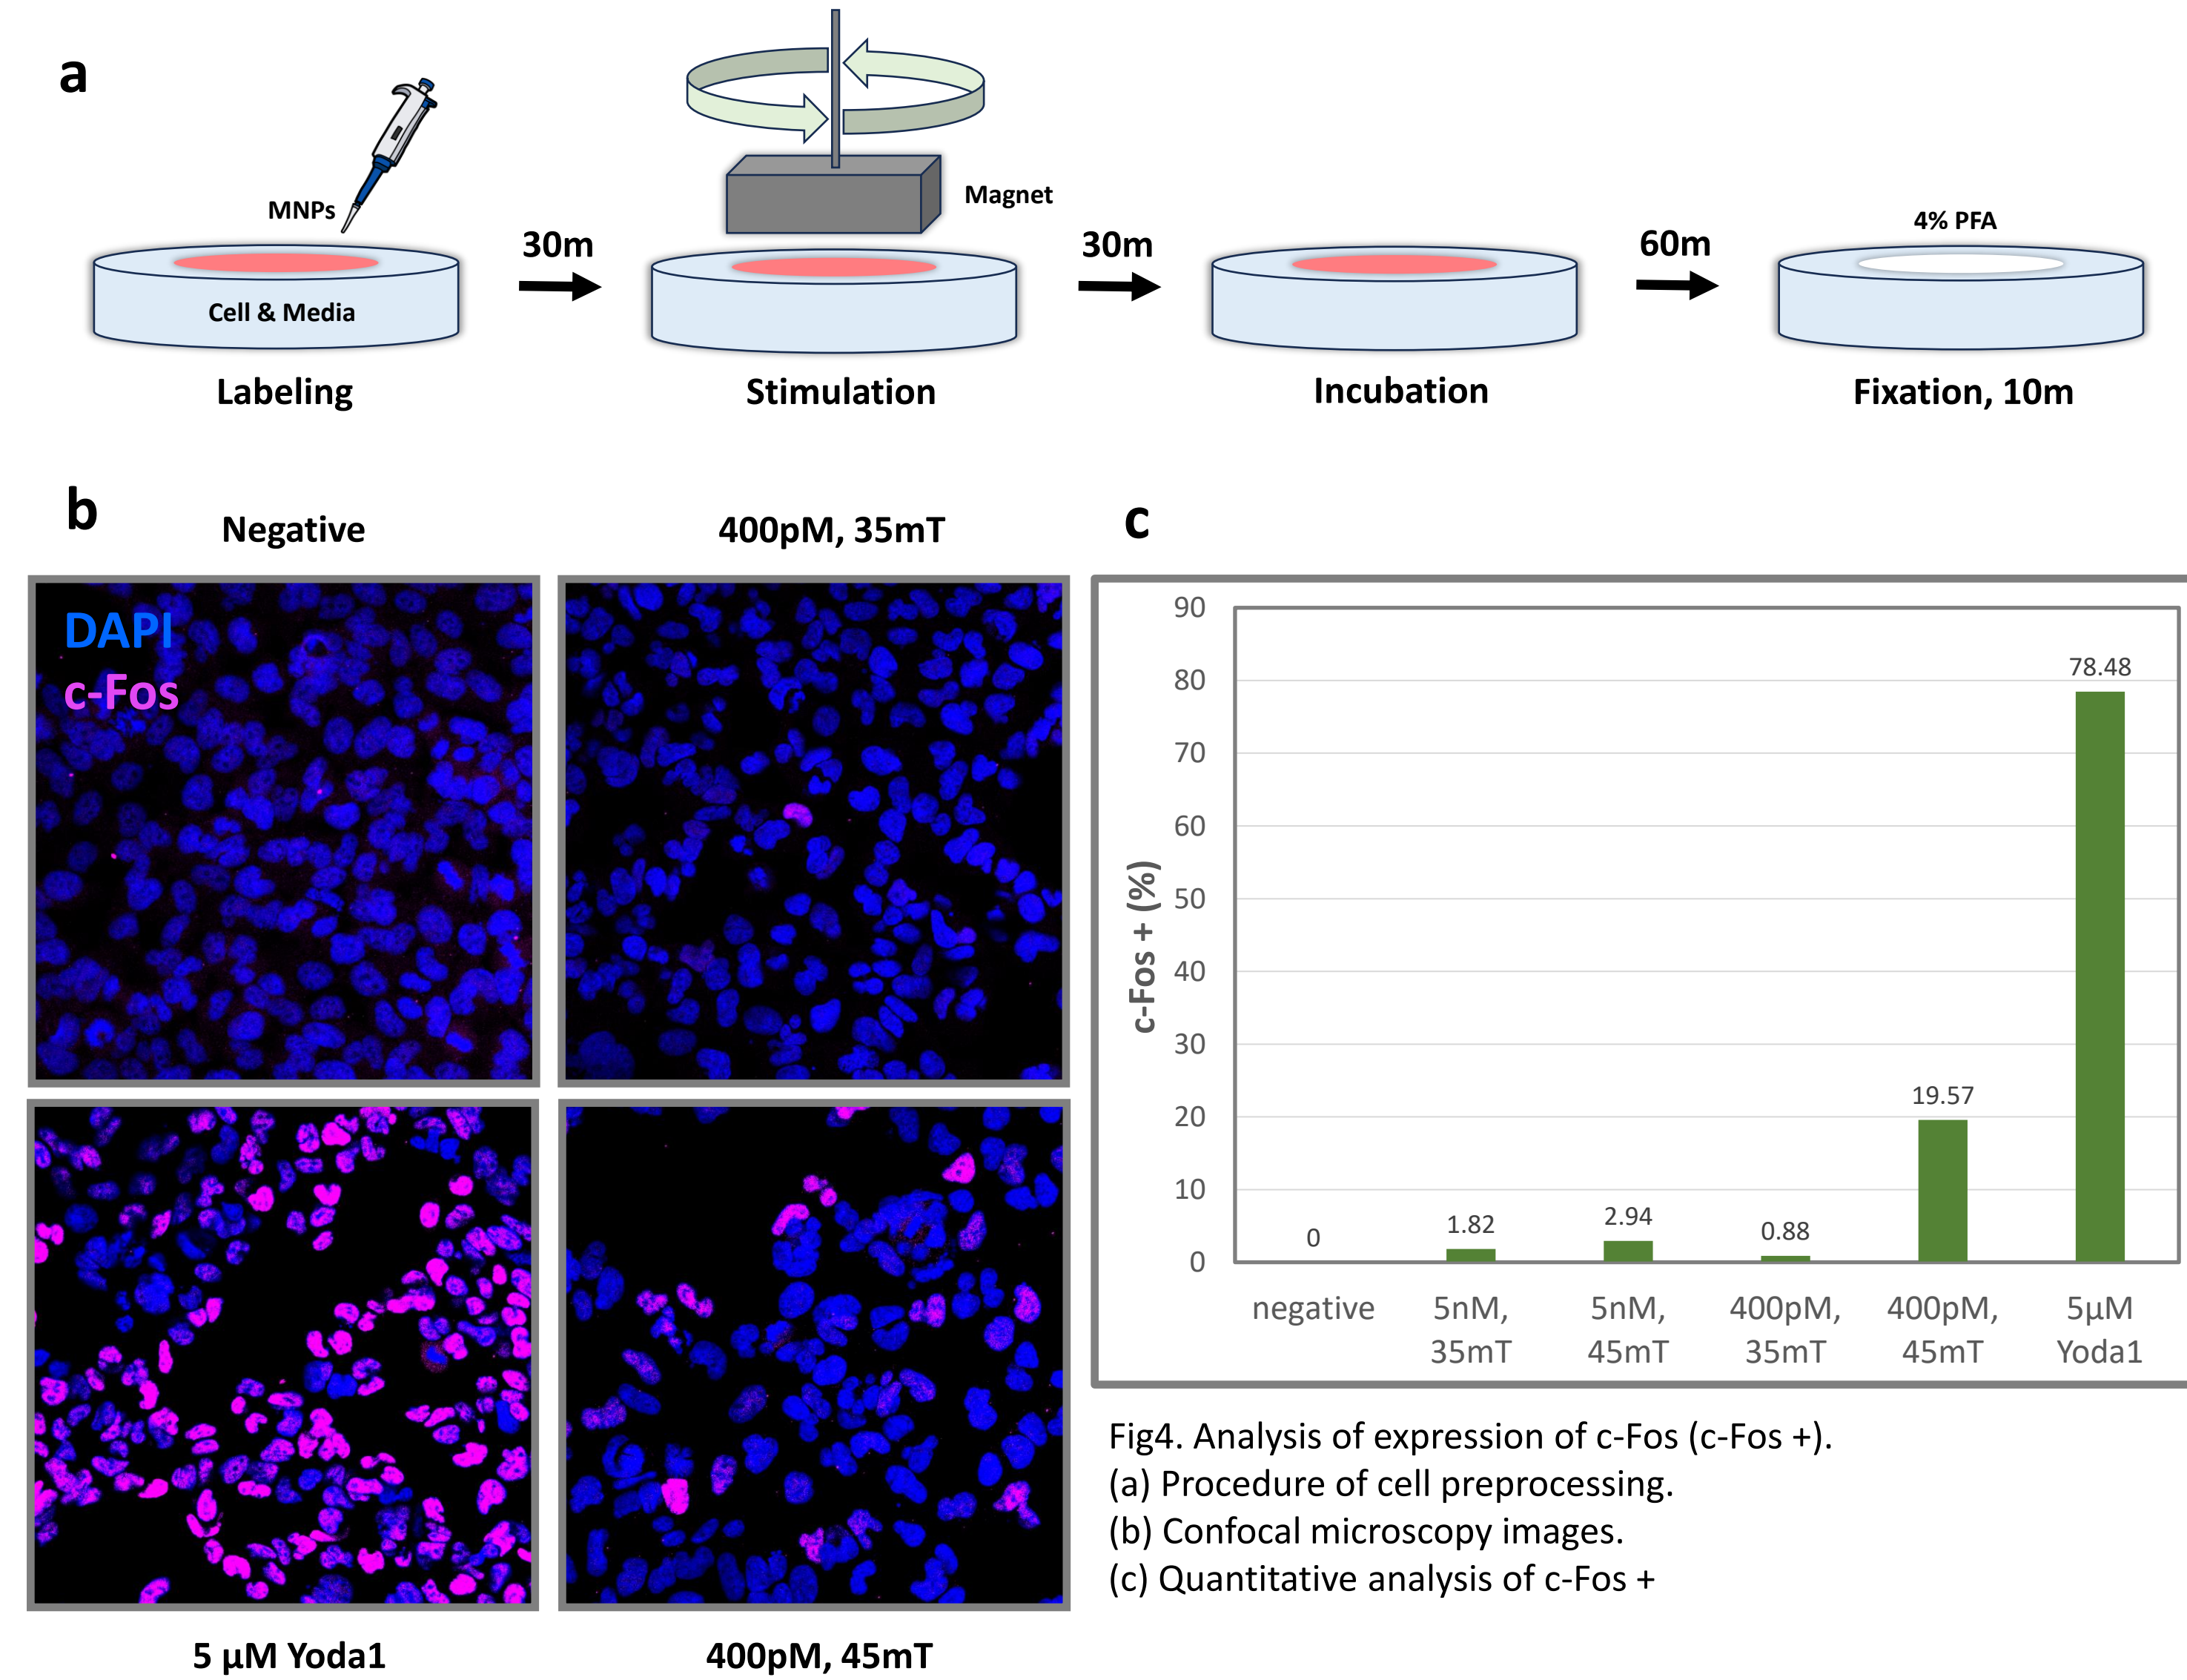 a
MNPs
Cell & Media
Labeling
30m
Magnet
Stimulation
30m
Incubation
60m
4% PFA
Fixation, 10m
b
Negative
400pM, 35mT
DAPI
c-Fos
5 µM Yoda1
400pM, 45mT
c
c-Fos + (%)
90
80
70
60
50
40
30
20
10
0
0
1.82
2.94
0.88
19.57
78.48
negative
5nM,
35mT
5nM,
45mT
400pM,
35mT
400pM,
45mT
5µM
Yoda1
Fig4. Analysis of expression of c-Fos (c-Fos +).
(a) Procedure of cell preprocessing.
(b) Confocal microscopy images.
(c) Quantitative analysis of c-Fos +